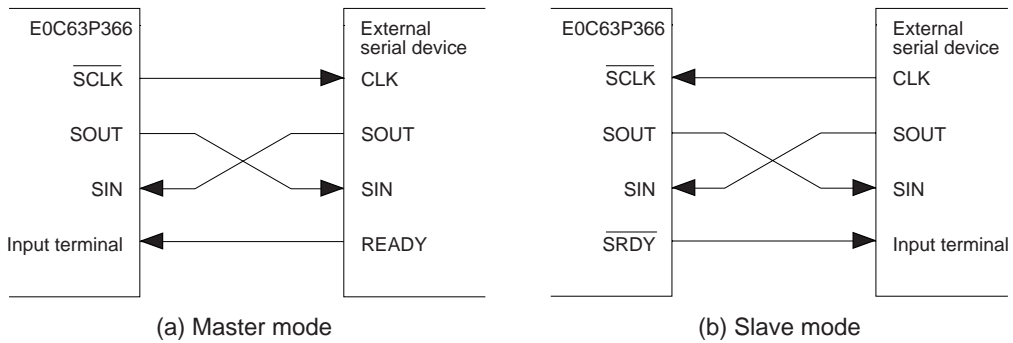 E0C63P366
SCLK
SOUT
SIN
Input terminal
External
serial device
CLK
SOUT
SIN
READY
(a) Master mode
E0C63P366
SCLK
SOUT
SIN
SRDY
External
serial device
CLK
SOUT
SIN
Input terminal
(b) Slave mode